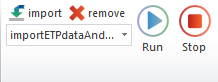 import remove
importETPdataAnd...
Run Stop